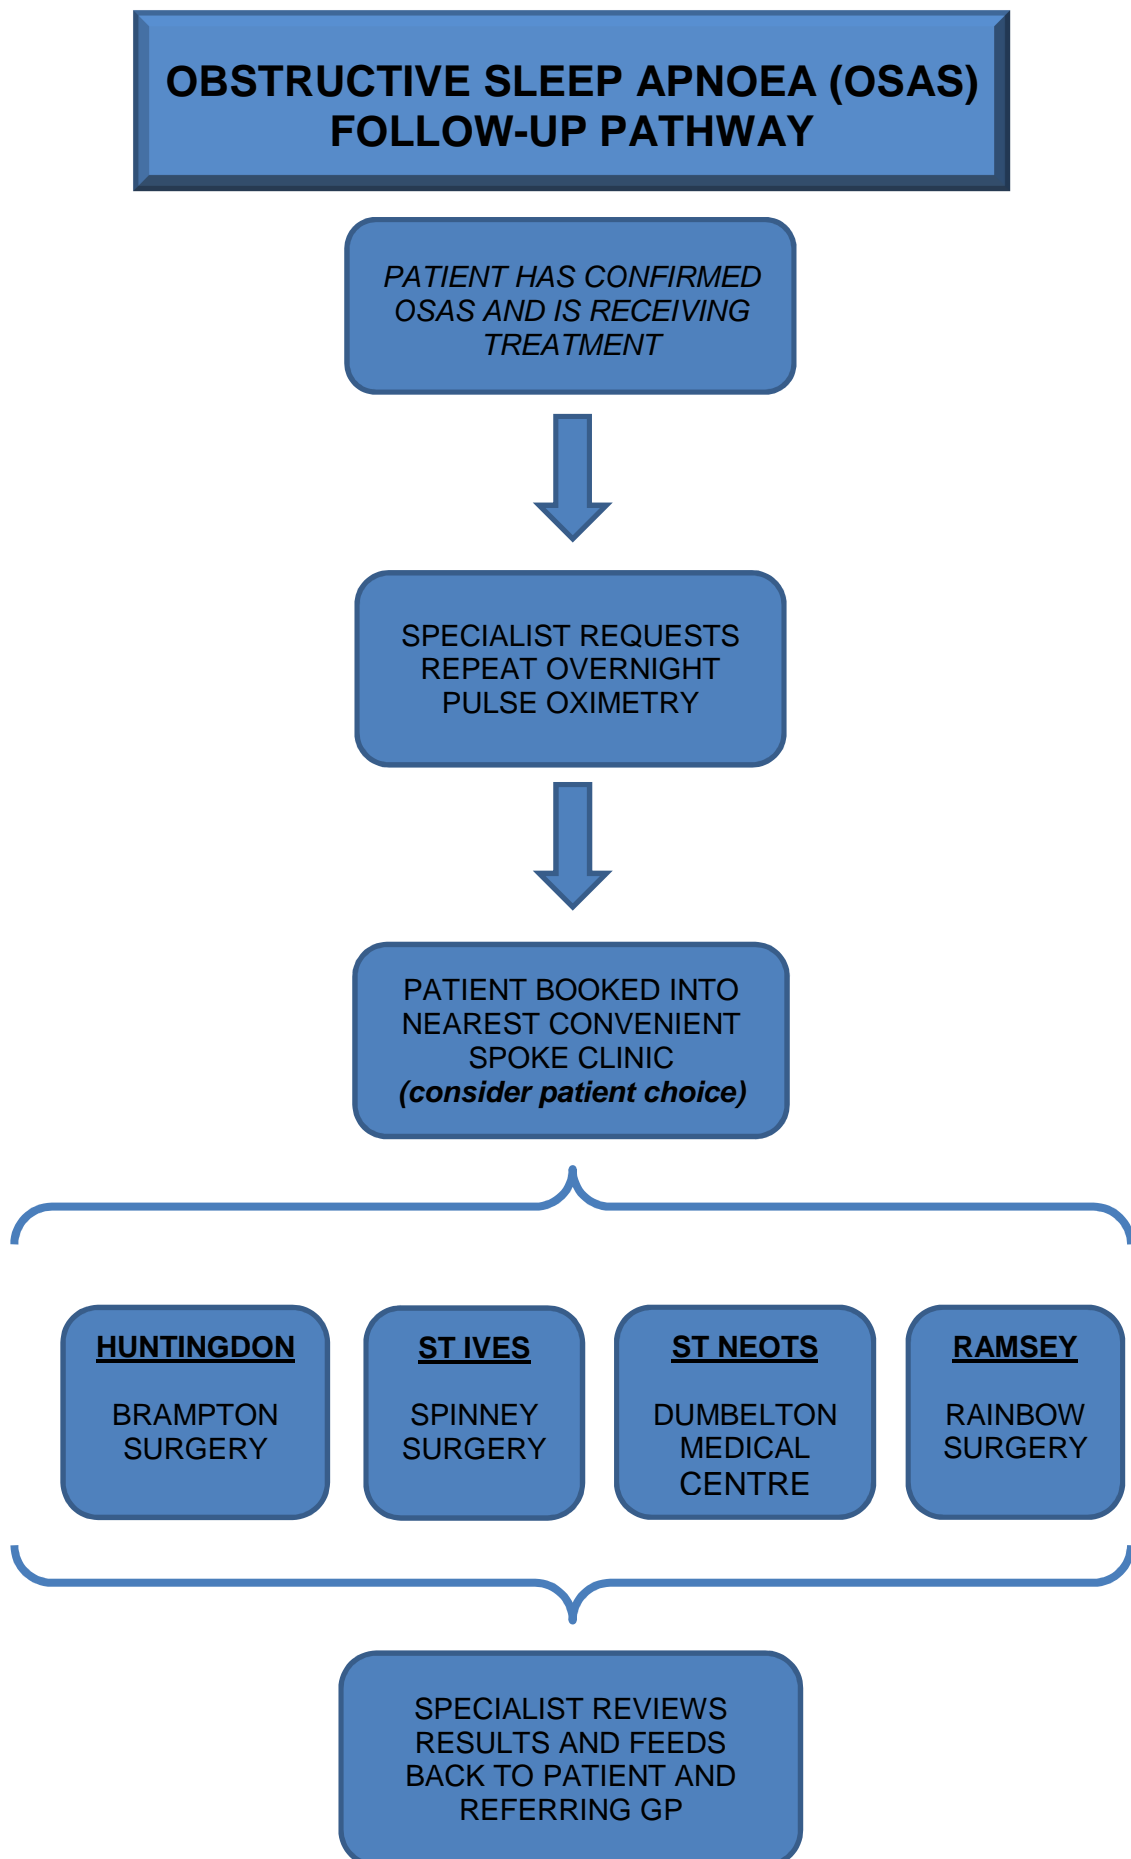 OBSTRUCTIVE SLEEP APNOEA (OSAS)
FOLLOW-UP PATHWAY
PATIENT HAS CONFIRMED
OSAS AND IS RECEIVING
TREATMENT
SPECIALIST REQUESTS
REPEAT OVERNIGHT
PULSE OXIMETRY
PATIENT BOOKED INTO
NEAREST CONVENIENT
SPOKE CLINIC
(consider patient choice)
HUNTINGDON
BRAMPTON
SURGERY
ST IVES
SPINNEY
SURGERY
ST NEOTS
DUMBELTON
MEDICAL
CENTRE
RAMSEY
RAINBOW
SURGERY
SPECIALIST REVIEWS
RESULTS AND FEEDS
BACK TO PATIENT AND
REFERRING GP